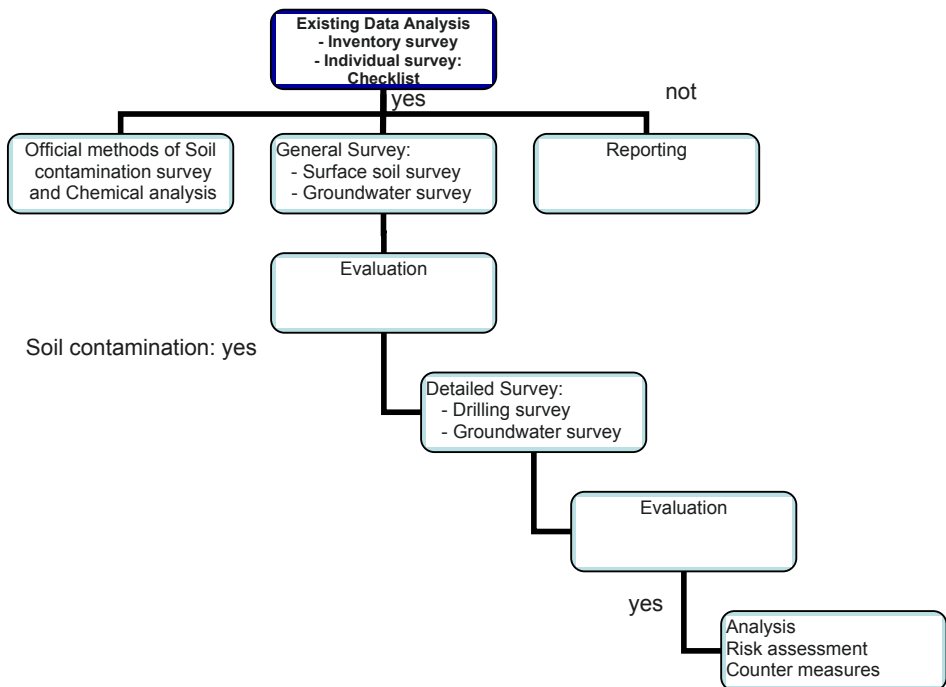 Existing Data Analysis
- Inventory survey
- Individual survey:
Checklist
yes
not
Official methods of Soil
contamination survey
and Chemical analysis
General Survey:
- Surface soil survey
- Groundwater survey
Reporting
Evaluation
Soil contamination: yes
Detailed Survey:
- Drilling survey
- Groundwater survey
Evaluation
yes
Analysis
Risk assessment
Counter measures